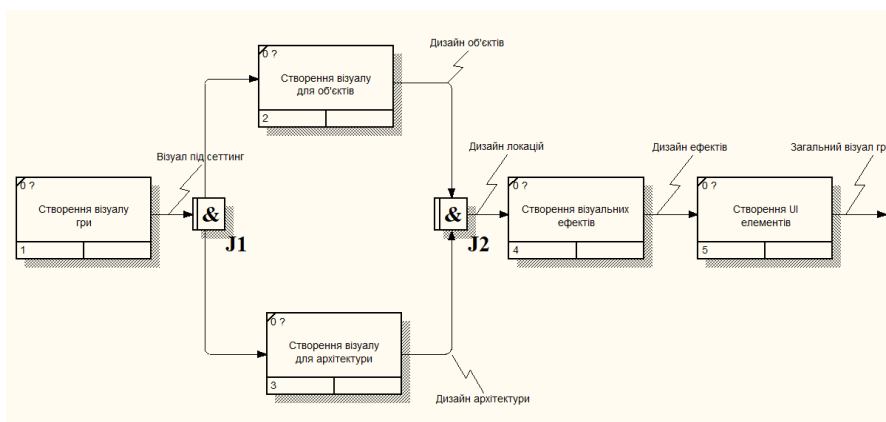 Дизайн об'єктів
0 ?
Створення візуалу
для об'єктів
2
Візуал під сеттинг
Дизайн локацій
Дизайн ефектів
Загальний візуал гр
0 ?
Створення візуалу
гри
1
&
J1
&
J2
0 ?
Створення візуальних
ефектів
4
0 ?
Створення UI
елементів
5
0 ?
Створення візуалу
для архітектури
3
Дизайн архітектури